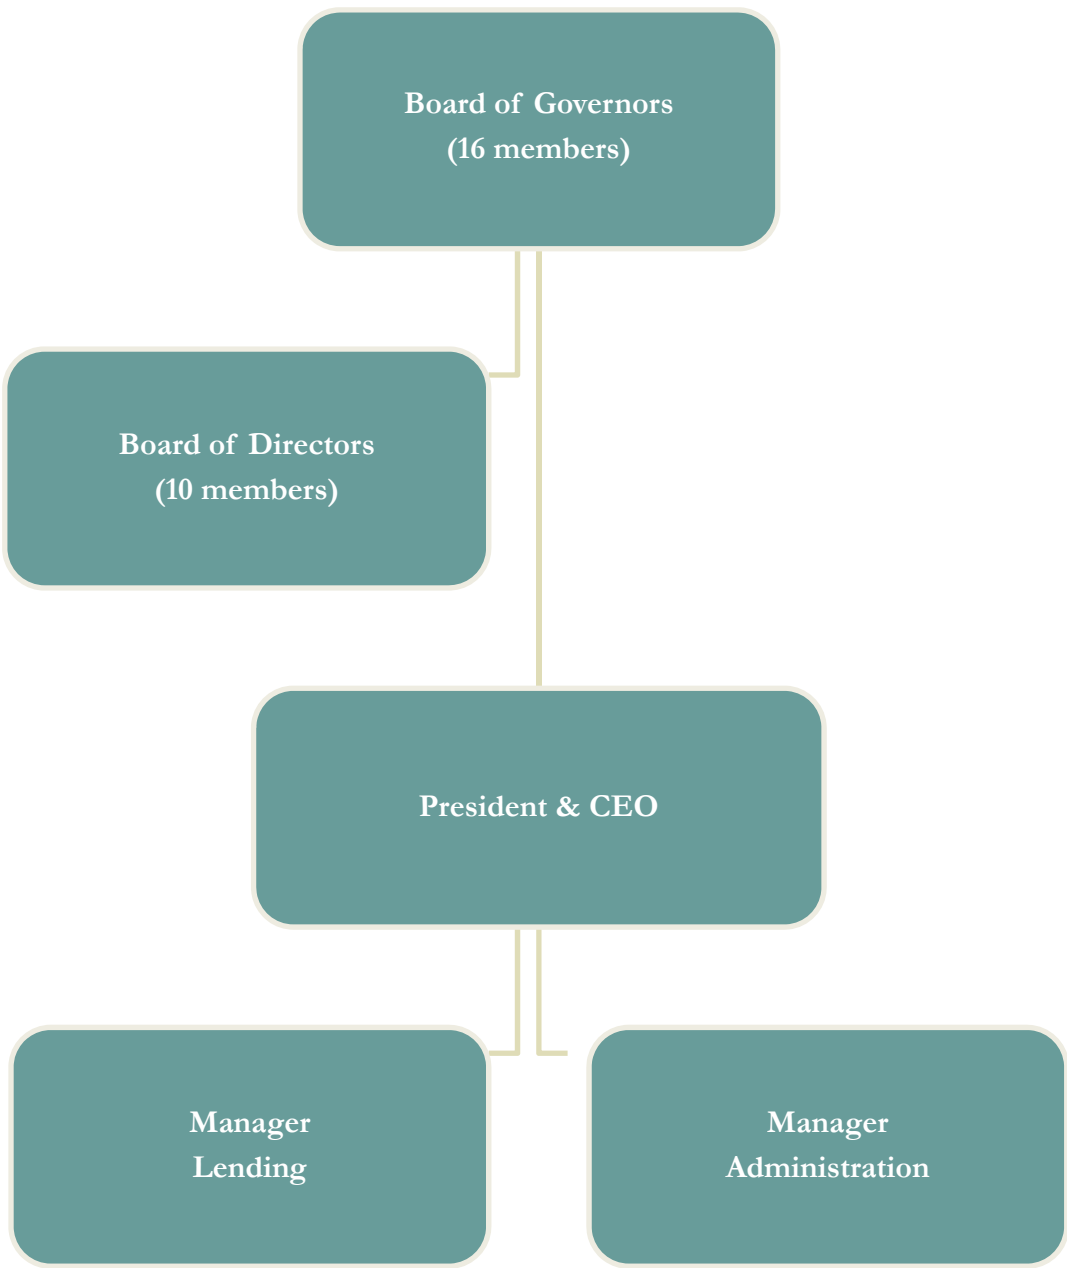 Board of Governors
(16 members)
Board of Directors
(10 members)
President & CEO
Manager
Lending
Manager
Administration